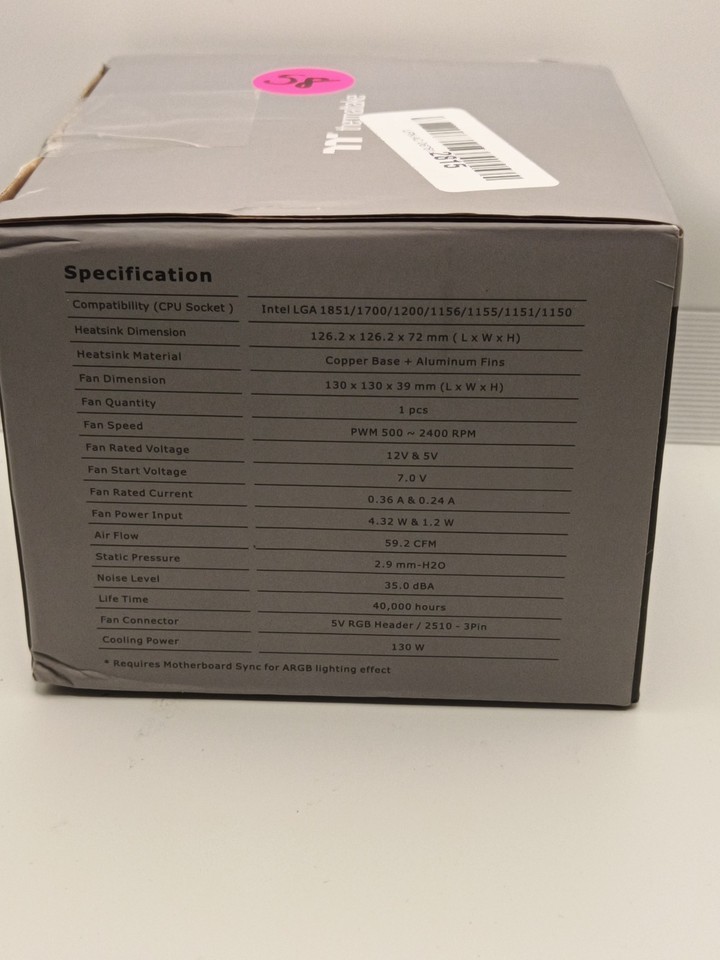 58
thermaltake
2815
Specification
Compatibility (CPU Socket ) Intel LGA 1851/1700/1200/1156/1155/1151/1150
Heatsink Dimension 126.2 x 126.2 x 72 mm ( L x W x H)
Heatsink Material Copper Base + Aluminum Fins
Fan Dimension 130 x 130 x 39 mm (L x W x H)
Fan Quantity 1 pcs
Fan Speed PWM 500 ~ 2400 RPM
Fan Rated Voltage 12V & 5V
Fan Start Voltage 7.0 V
Fan Rated Current 0.36 A & 0.24 A
Fan Power Input 4.32 W & 1.2 W
Air Flow 59.2 CFM
Static Pressure 2.9 mm-H2O
Noise Level 35.0 dBA
Life Time 40,000 hours
Fan Connector 5V RGB Header / 2510 - 3Pin
Cooling Power 130 W
* Requires Motherboard Sync for ARGB lighting effect